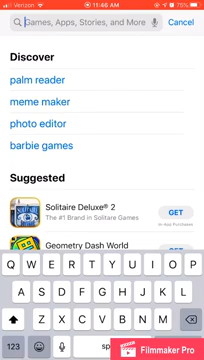 Verizon 11:46 AM 75%
Games, Apps, Stories, and More Cancel
Discover
palm reader
meme maker
photo editor
barbie games
Suggested
Solitaire Deluxe® 2
The #1 Brand in Solitaire Games
GET
In-App Purchases
Geometry Dash World
Q W E R T Y U I O P
A S D F G H J K L
Z X C V B N M
123 sp
Filmmaker Pro